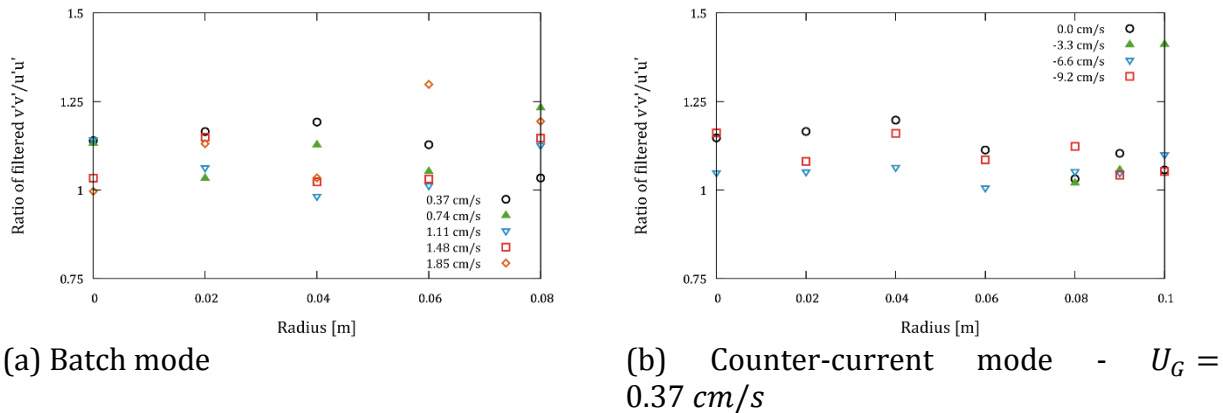 1.5
1.25
1
0.75
0
0.02
0.04
0.06
0.08
Ratio of filtered v'v'/u'u'
Radius [m]
0.37 cm/s
0.74 cm/s
1.11 cm/s
1.48 cm/s
1.85 cm/s
(a) Batch mode
1.5
1.25
1
0.75
0
0.02
0.04
0.06
0.08
0.1
Ratio of filtered v'v'/u'u'
Radius [m]
0.0 cm/s
-3.3 cm/s
-6.6 cm/s
-9.2 cm/s
(b) Counter-current mode - U_G =
0.37 cm/s